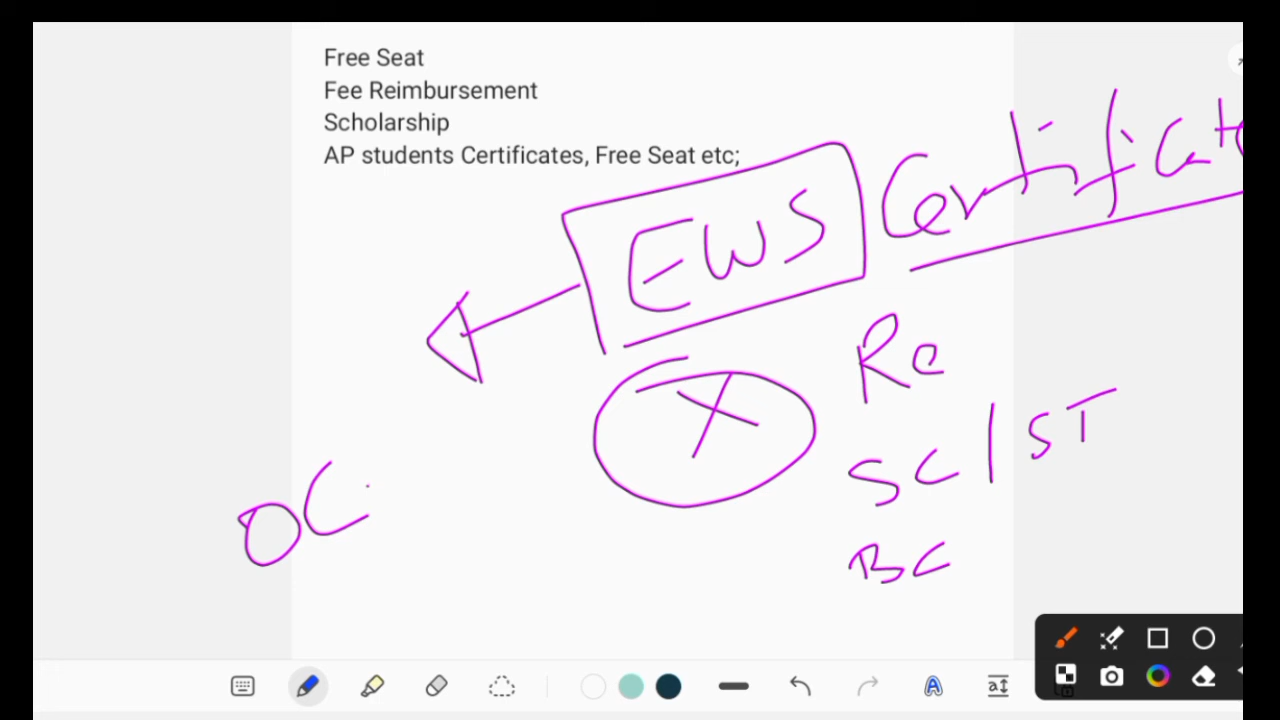 Free Seat
Fee Reimbursement
Scholarship
AP students Certificates, Free Seat etc;
EWS Certificate
Re
SC/ST
OC
BC